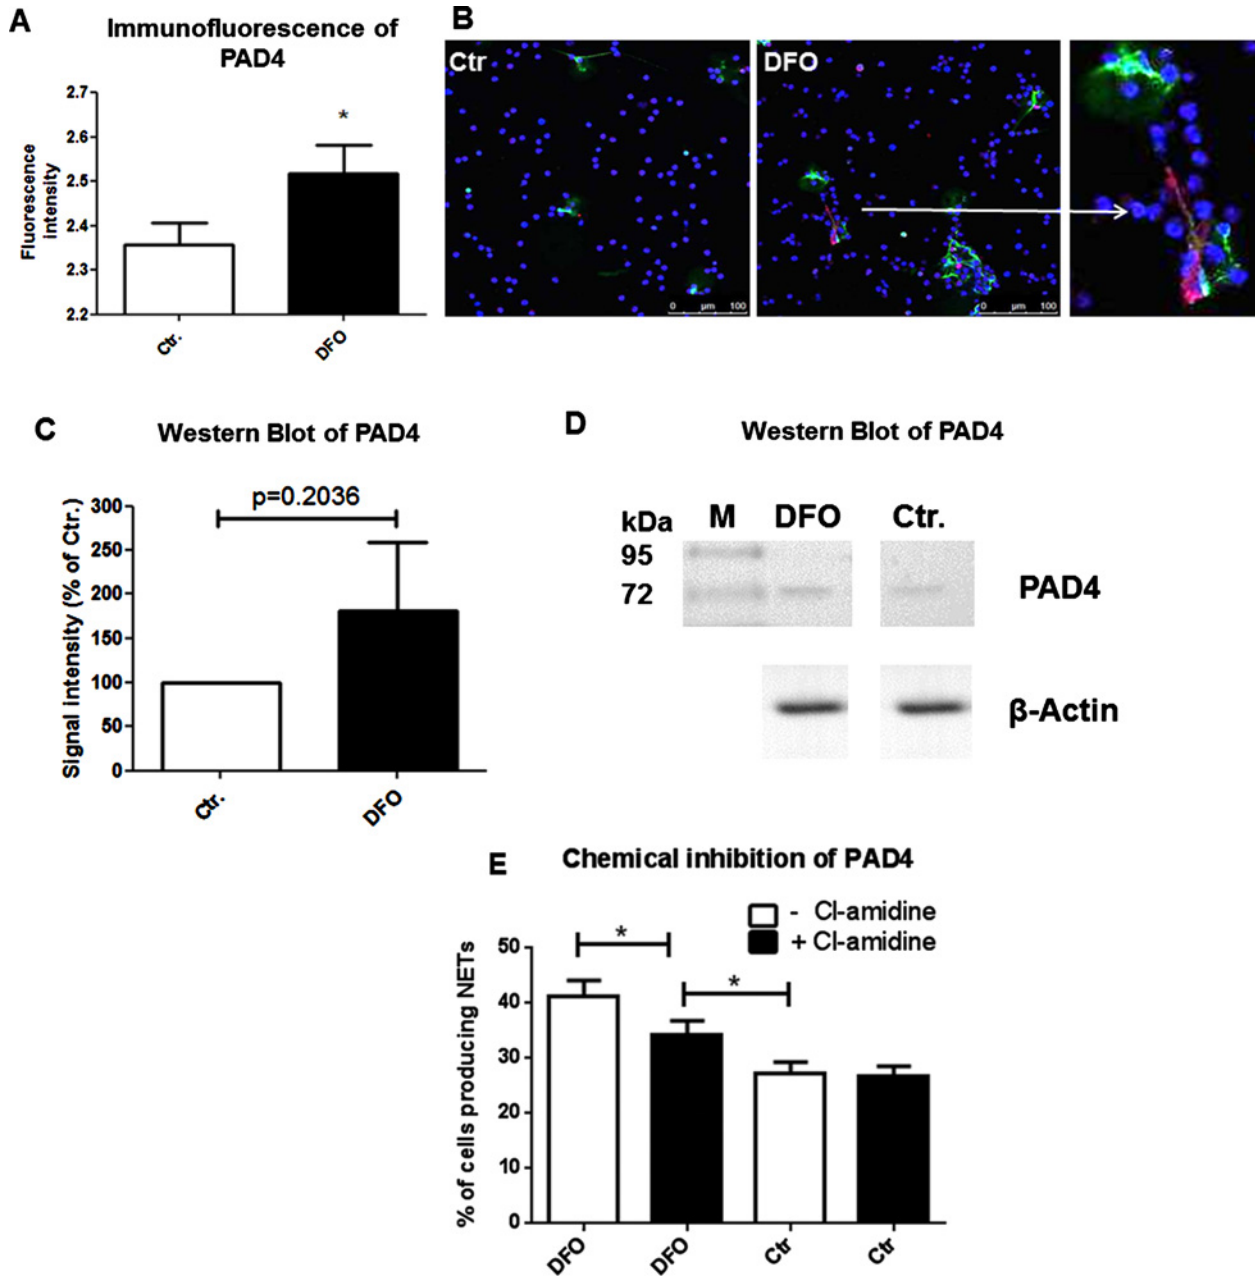 A
Immunofluorescence of
PAD4
Fluorescence
intensity
2.7
2.6
2.5
2.4
2.3
2.2
*
Ctr.
DFO
B
Ctr
0 µm 100
DFO
0 µm 100
C
Western Blot of PAD4
Signal intensity (% of Ctr.)
300
250
200
150
100
50
0
p=0.2036
Ctr.
DFO
D
Western Blot of PAD4
kDa M DFO Ctr.
95
72
PAD4
β-Actin
E
Chemical inhibition of PAD4
- Cl-amidine
+ Cl-amidine
% of cells producing NETs
50
40
30
20
10
0
*
*
DFO
DFO
Ctr
Ctr